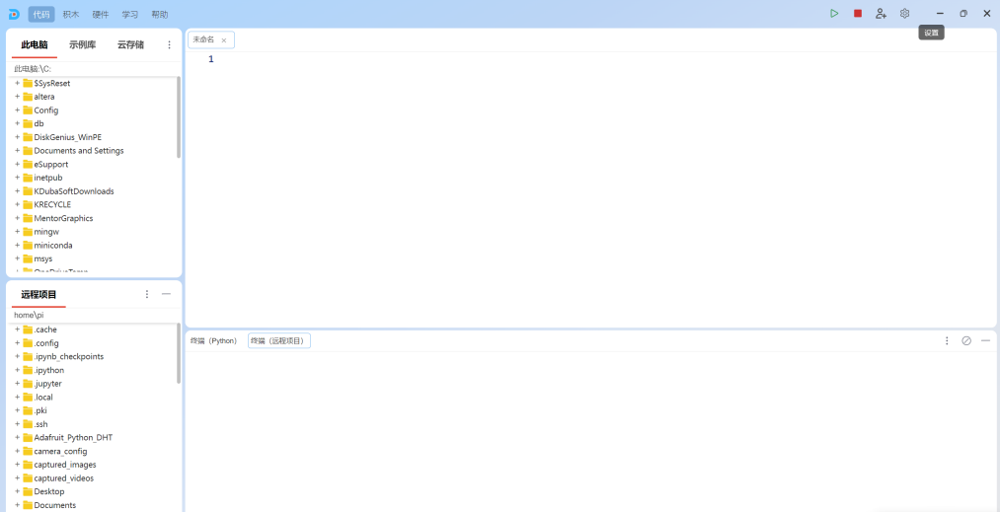 代码 积木 硬件 学习 帮助
设置
此电脑 示例库 云存储
此电脑:\C:
$SysReset
altera
Config
db
DiskGenius_WinPE
Documents and Settings
eSupport
inetpub
KDubaSoftDownloads
KRECYCLE
MentorGraphics
mingw
miniconda
msys
OneDriveTemp
远程项目
home\pi
.cache
.config
.ipynb_checkpoints
.ipython
.jupyter
.local
.pki
.ssh
Adafruit_Python_DHT
camera_config
captured_images
captured_videos
Desktop
Documents
未命名
1
终端（Python） 终端（远程项目）